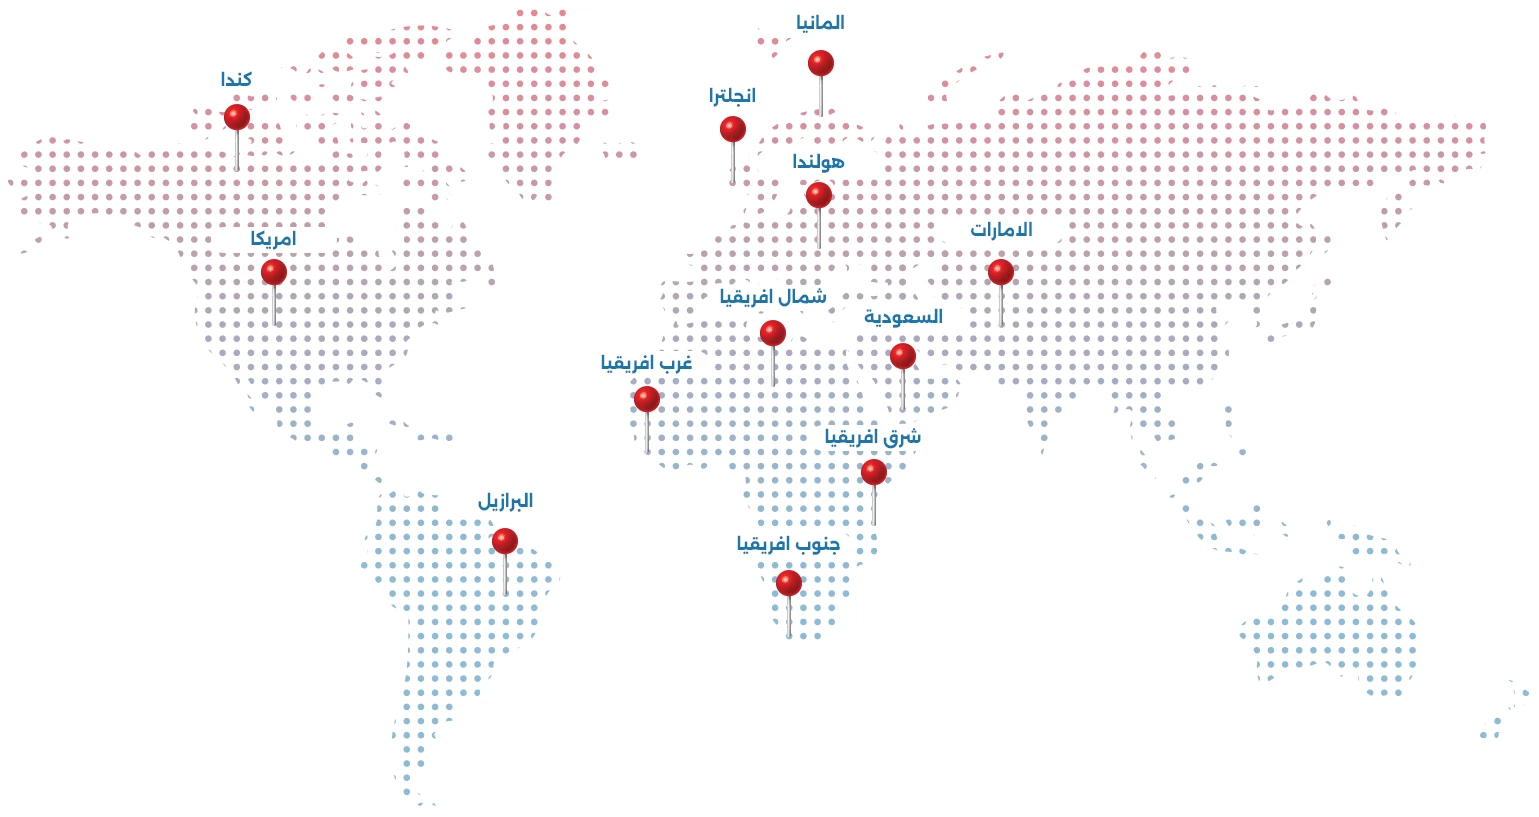 المانيا
كندا
انجلترا
هولندا
الامارات
امريكا
شمال افريقيا
السعودية
غرب افريقيا
شرق افريقيا
البرازيل
جنوب افريقيا